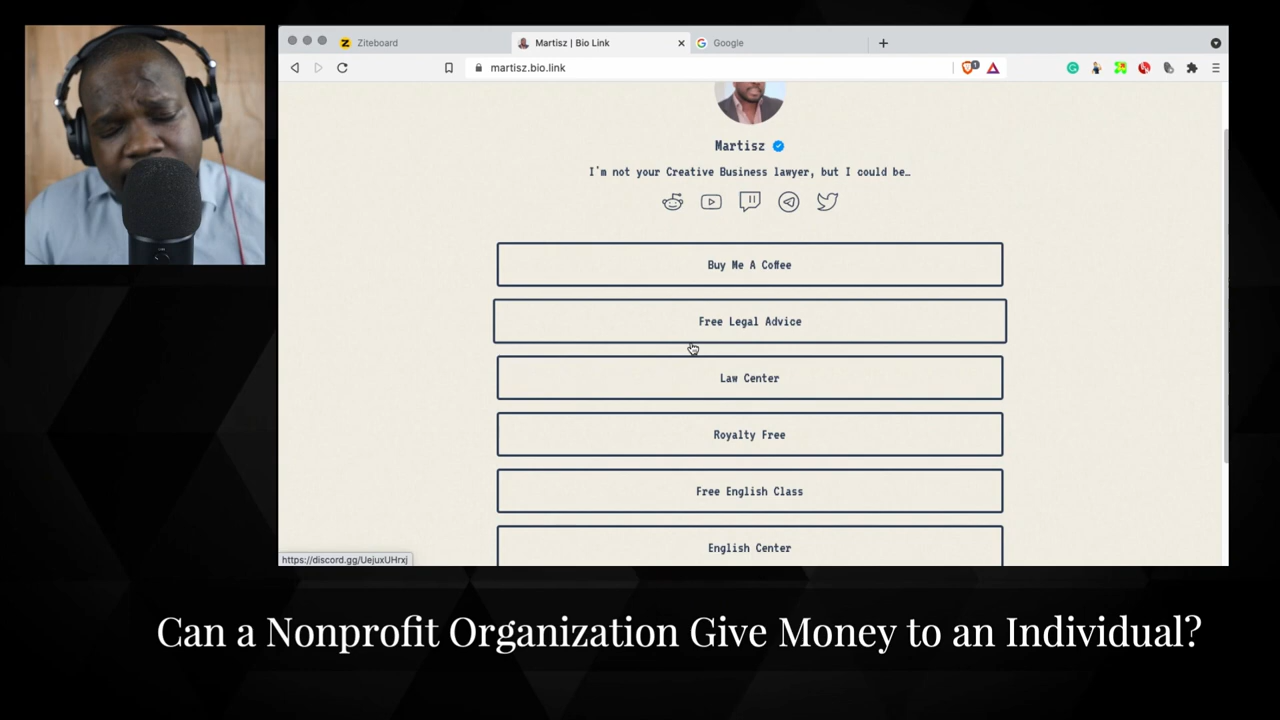 Ziteboard
Martisz | Bio Link
Google
martisz.bio.link
Martisz
I'm not your Creative Business lawyer, but I could be…
Buy Me A Coffee
Free Legal Advice
Law Center
Royalty Free
Free English Class
English Center
https://discord.gg/UejuxUHrxj
Can a Nonprofit Organization Give Money to an Individual?